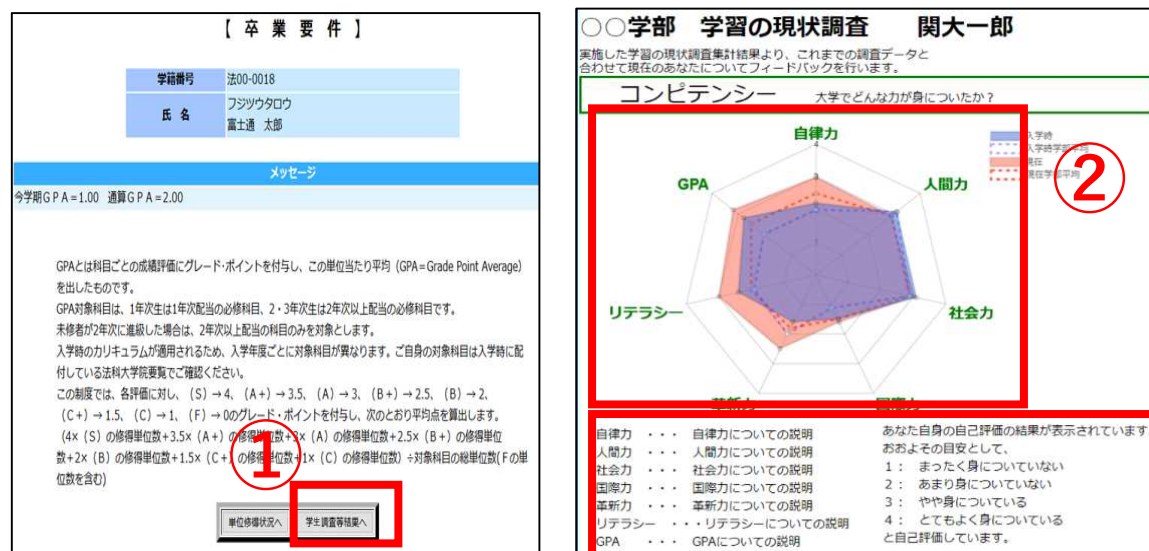 【 卒 業 要 件 】
学籍番号 法00-0018
氏 名 フジツウタロウ
富士通 太郎
メッセージ
今学期ＧＰＡ=1.00 通算ＧＰＡ=2.00
GPAとは科目ごとの成績評価にグレード･ポイントを付与し、この単位当たり平均（GPA＝Grade Point Average）
を出したものです。
GPA対象科目は、1年次生は1年次配当の必修科目、2・3年次生は2年次以上配当の必修科目です。
未修者が2年次に進級した場合は、2年次以上配当の科目のみを対象とします。
入学時のカリキュラムが適用されるため、入学年度ごとに対象科目が異なります。ご自身の対象科目は入学時に配
付している法科大学院要覧でご確認ください。
この制度では、各評価に対し、（S）→4、（A+）→3.5、（A）→3、（B+）→2.5、（B）→2、
（C+）→1.5、（C）→1、（F）→0のグレード・ポイントを付与し、次のとおり平均点を算出します。
（4×（S）の修得単位数+3.5×（A+）の修得単位数+3×（A）の修得単位数+2.5×（B+）の修得単位
数+2×（B）の修得単位数+1.5×（C+）の修得単位数+1×（C）の修得単位数）÷対象科目の総単位数(Ｆの単
位数を含む)
①
単位修得状況へ 学生調査等結果へ
○○学部 学習の現状調査 関大一郎
実施した学習の現状調査集計結果より、これまでの調査データと
合わせて現在のあなたについてフィードバックを行います。
コンピテンシー 大学でどんな力が身についたか？
②
自律力
人間力
社会力
国際力
革新力
リテラシー
GPA
4
3
入学時
入学時学部平均
現在
現在学部平均
自律力 ・・・ 自律力についての説明
人間力 ・・・ 人間力についての説明
社会力 ・・・ 社会力についての説明
国際力 ・・・ 国際力についての説明
革新力 ・・・ 革新力についての説明
リテラシー ・・・リテラシーについての説明
GPA ・・・ GPAについての説明
あなた自身の自己評価の結果が表示されています
おおよその目安として、
1： まったく身についていない
2： あまり身についていない
3： やや身についている
4： とてもよく身についている
と自己評価しています。